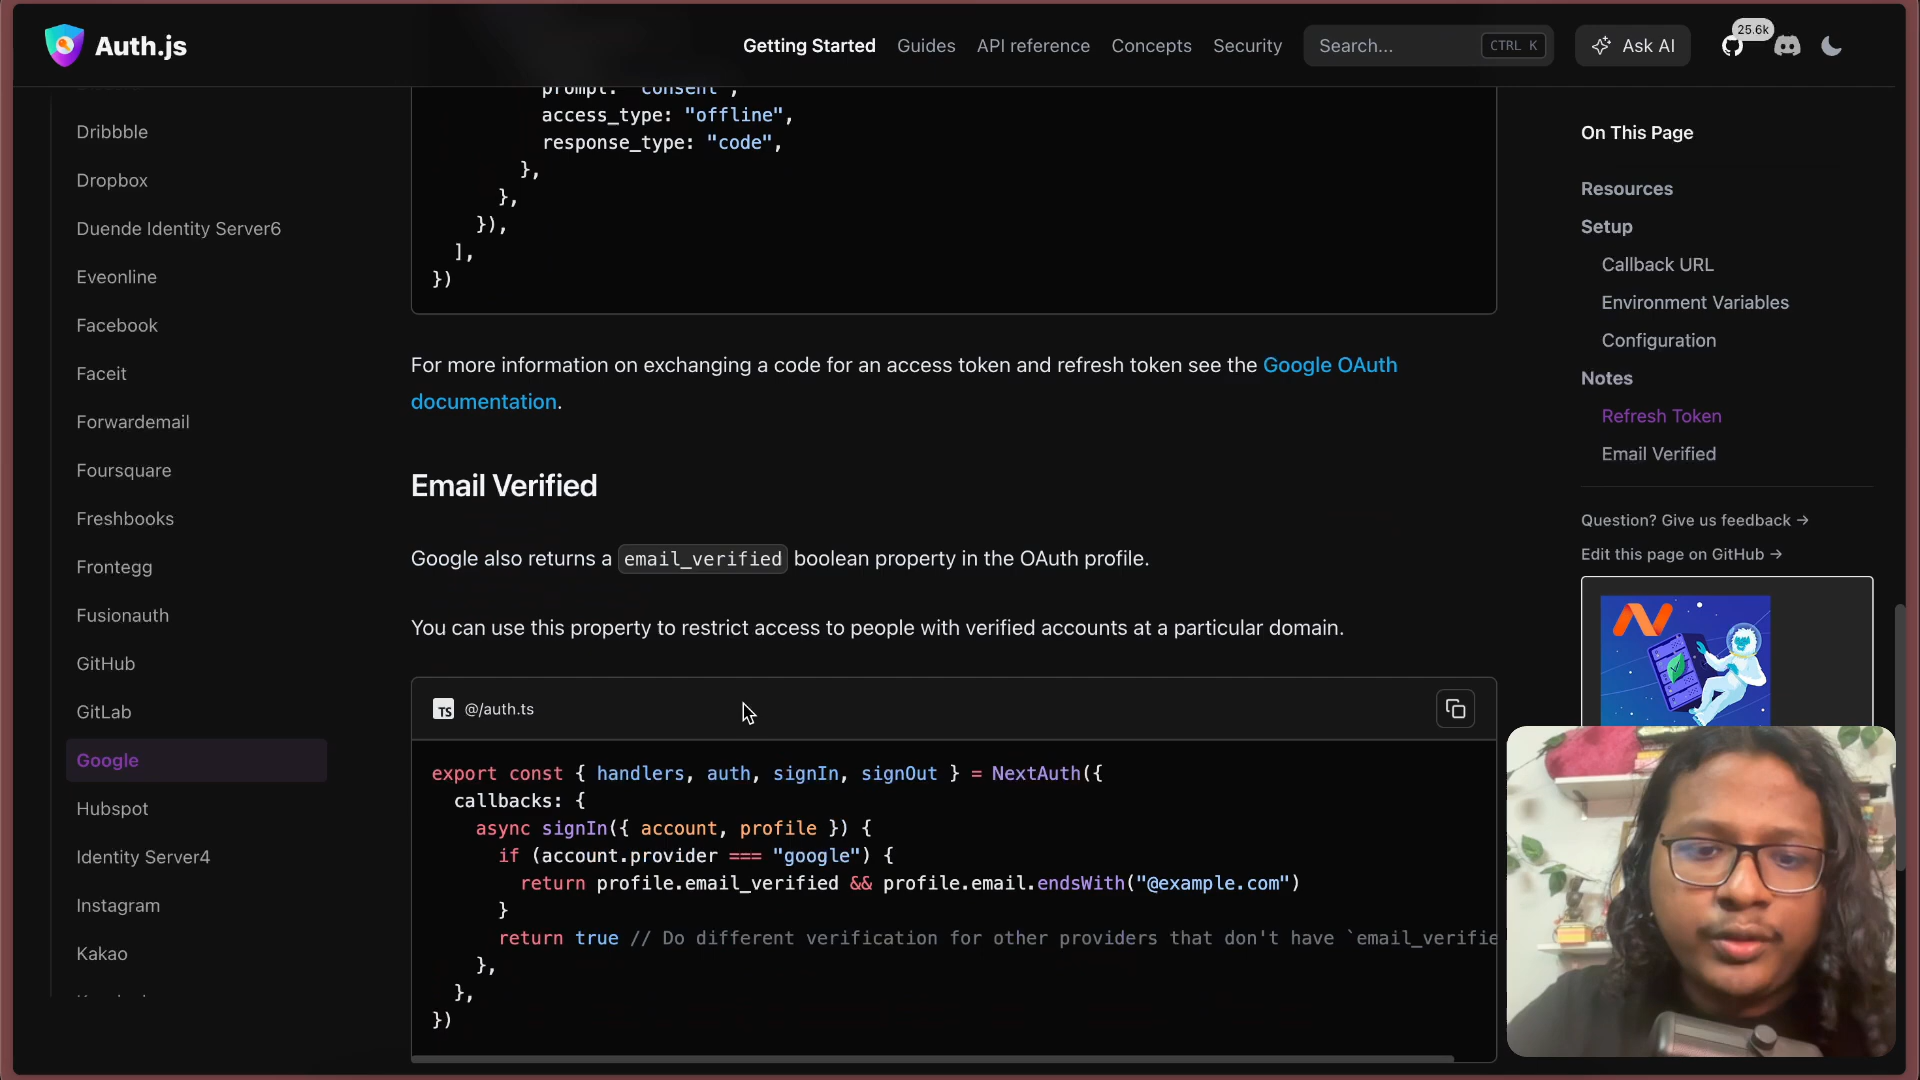 Auth.js
Getting Started
Guides
API reference
Concepts
Security
Search...
CTRL K
Ask AI
25.6k
Dribbble
Dropbox
Duende Identity Server6
Eveonline
Facebook
Faceit
Forwardemail
Foursquare
Freshbooks
Frontegg
Fusionauth
GitHub
GitLab
Google
Hubspot
Identity Server4
Instagram
Kakao
prompt: "consent",
access_type: "offline",
response_type: "code",
},
},
}),
],
})
For more information on exchanging a code for an access token and refresh token see the Google OAuth
documentation.
Email Verified
Google also returns a email_verified boolean property in the OAuth profile.
You can use this property to restrict access to people with verified accounts at a particular domain.
TS @/auth.ts
export const { handlers, auth, signIn, signOut } = NextAuth({
callbacks: {
async signIn({ account, profile }) {
if (account.provider === "google") {
return profile.email_verified && profile.email.endsWith("@example.com")
}
return true // Do different verification for other providers that don't have `email_verifie
},
},
})
On This Page
Resources
Setup
Callback URL
Environment Variables
Configuration
Notes
Refresh Token
Email Verified
Question? Give us feedback →
Edit this page on GitHub →